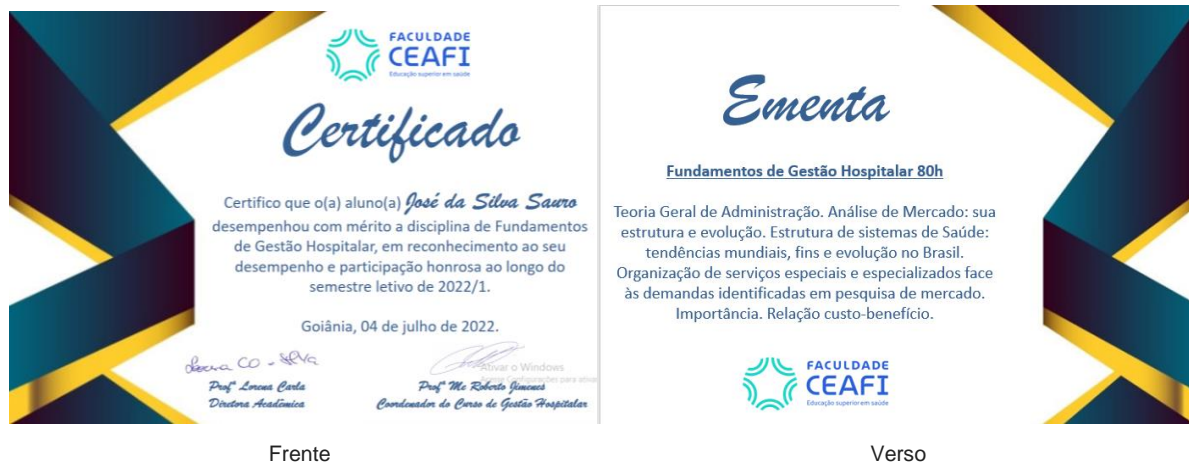 FACULDADE
CEAFI
Educação superior em saúde
Certificado
Certifico que o(a) aluno(a) José da Silva Sauro
desempenhou com mérito a disciplina de Fundamentos
de Gestão Hospitalar, em reconhecimento ao seu
desempenho e participação honrosa ao longo do
semestre letivo de 2022/1.
Goiânia, 04 de julho de 2022.
Ativar o Windows
Profª Lorena Carla
Diretora Acadêmica
Profº Me Roberto Jimenes
Coordenador do Curso de Gestão Hospitalar
Frente
Ementa
Fundamentos de Gestão Hospitalar 80h
Teoria Geral de Administração. Análise de Mercado: sua
estrutura e evolução. Estrutura de sistemas de Saúde:
tendências mundiais, fins e evolução no Brasil.
Organização de serviços especiais e especializados face
às demandas identificadas em pesquisa de mercado.
Importância. Relação custo-benefício.
FACULDADE
CEAFI
Educação superior em saúde
Verso